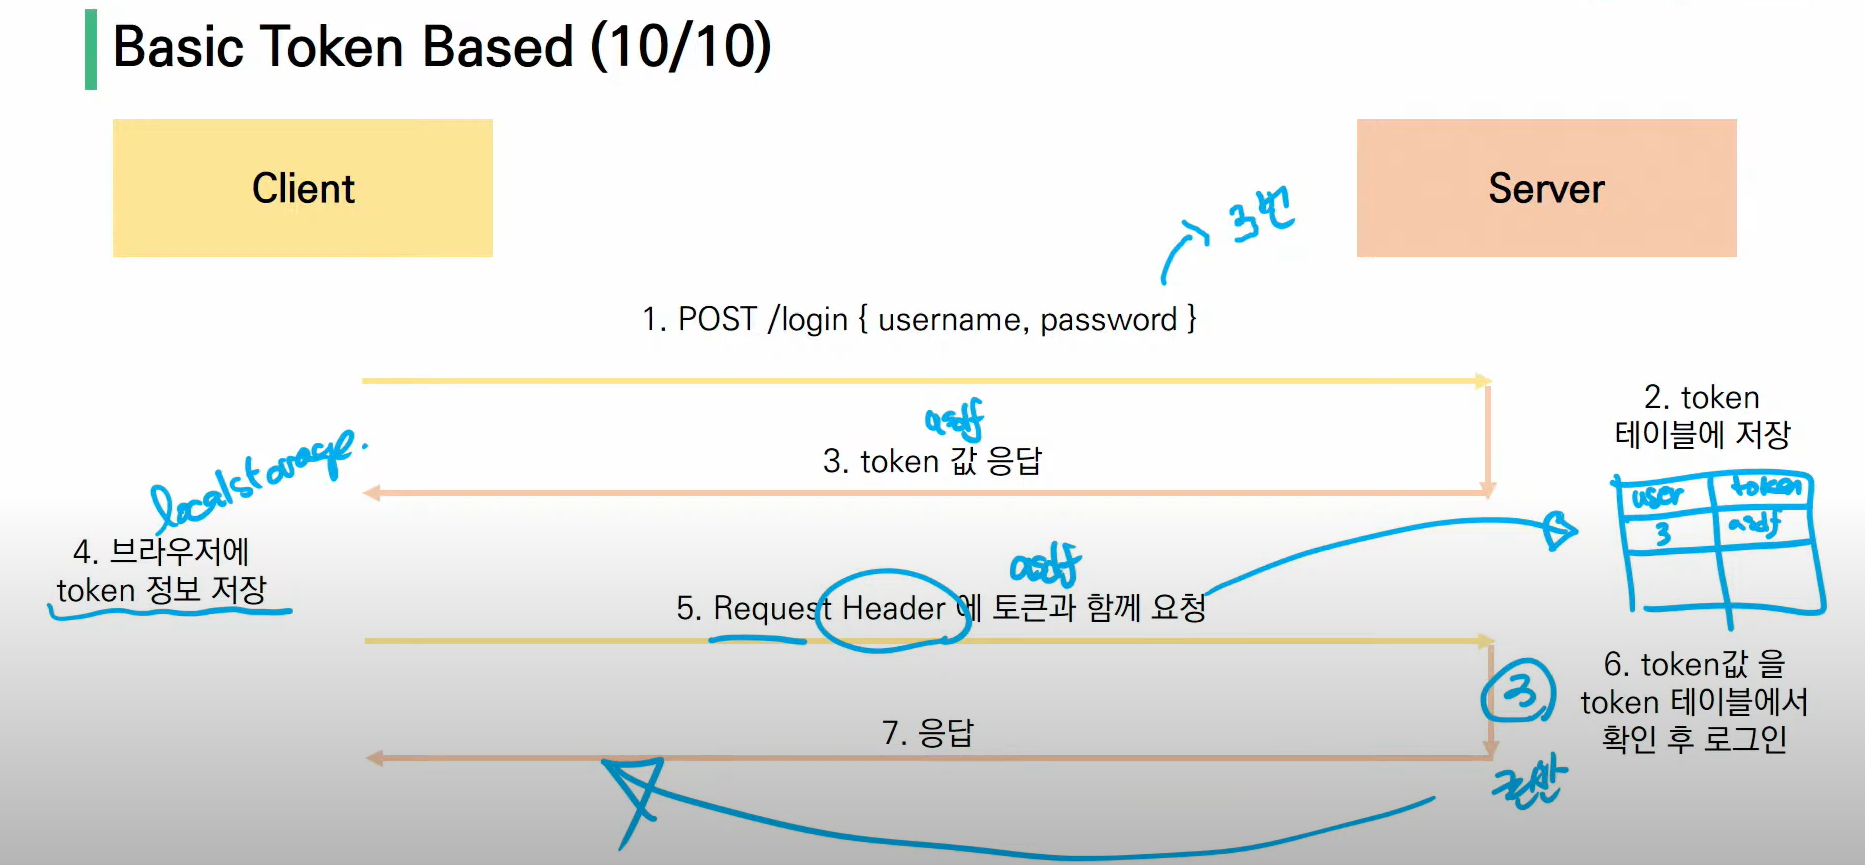 Basic Token Based (10/10)
Client
Server
3번
1. POST /login { username, password }
asdf
3. token 값 응답
2. token
테이블에 저장
user token
3 asdf
localstorage.
4. 브라우저에
token 정보 저장
asdf
5. Request Header 에 토큰과 함께 요청
3
6. token값 을
token 테이블에서
확인 후 로그인
7. 응답